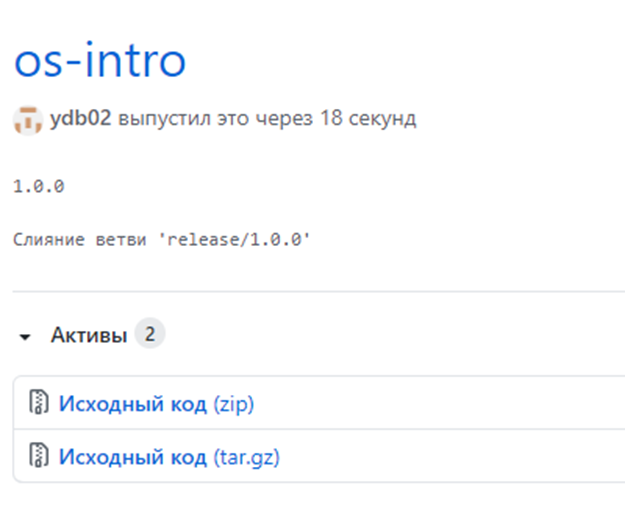 os-intro
ydb02 выпустил это через 18 секунд
1.0.0
Слияние ветви 'release/1.0.0'
Активы 2
Исходный код (zip)
Исходный код (tar.gz)